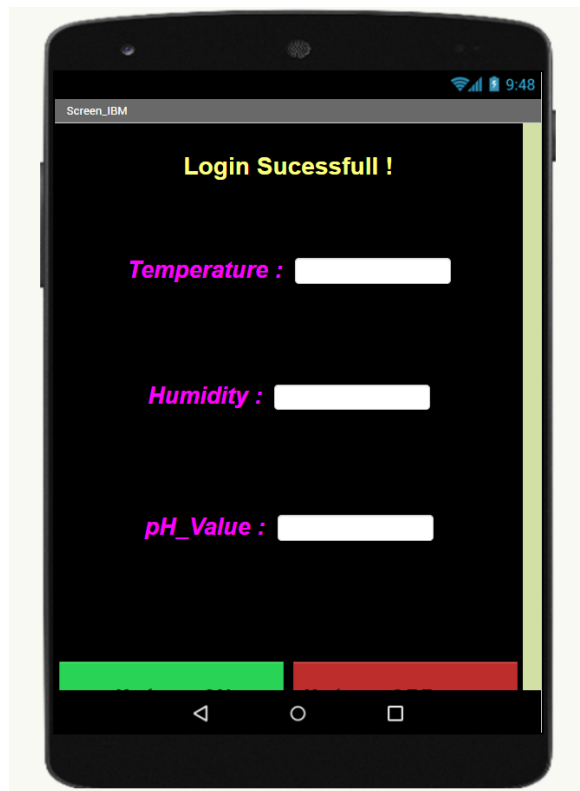 9:48
Screen_IBM
Login Sucessfull !
Temperature :
Humidity :
pH_Value :